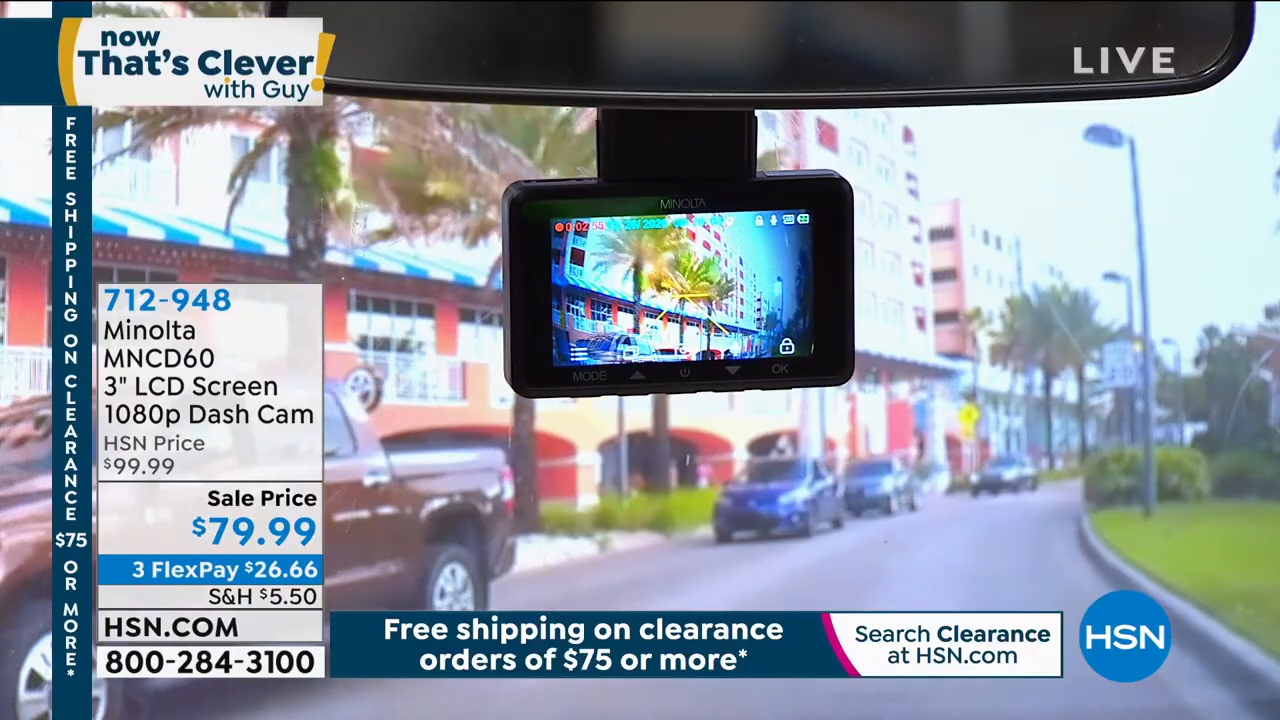 now
That's Clever!
with Guy
LIVE
FREE SHIPPING ON CLEARANCE $75 OR MORE*
712-948
Minolta
MNCD60
3" LCD Screen
1080p Dash Cam
HSN Price
$99.99
Sale Price
$79.99
3 FlexPay $26.66
S&H $5.50
HSN.COM
800-284-3100
MINOLTA
0:02:55
MODE
OK
Free shipping on clearance
orders of $75 or more*
Search Clearance
at HSN.com
HSN